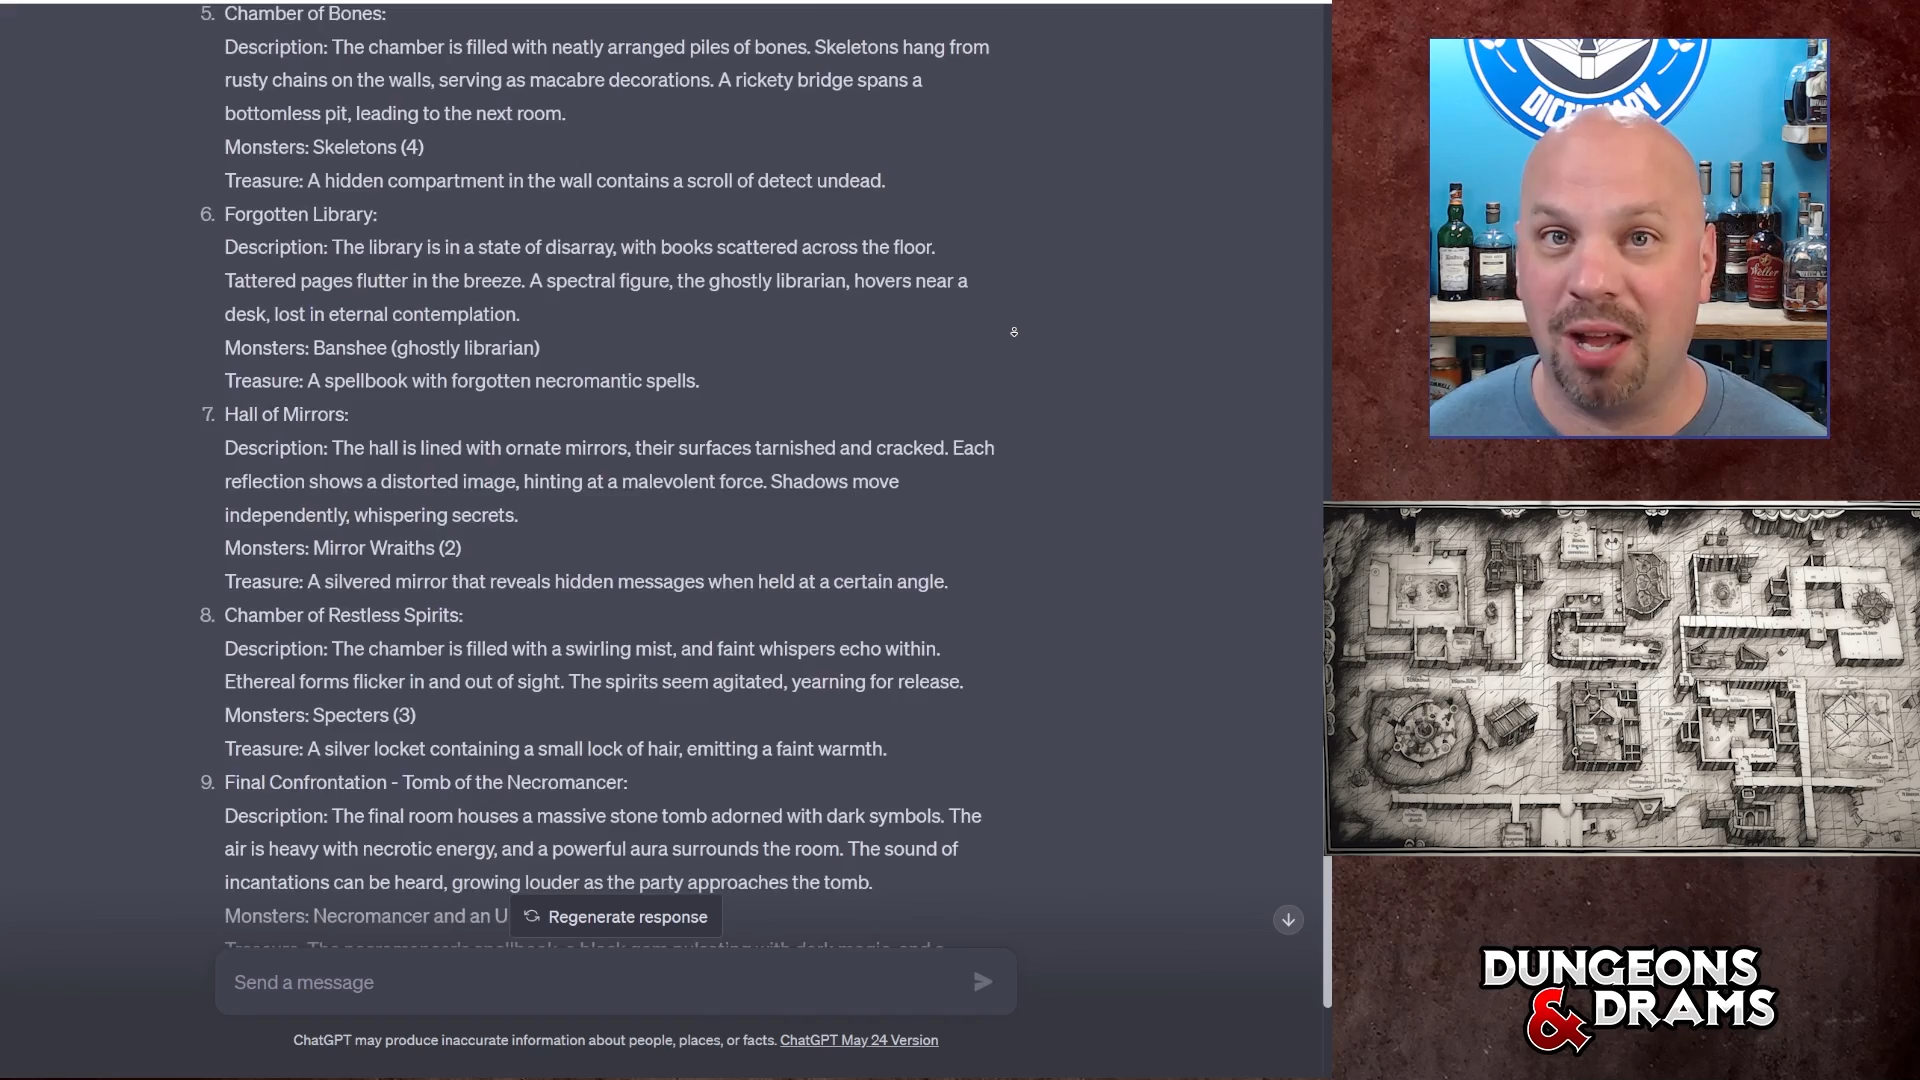 5. Chamber of Bones:
Description: The chamber is filled with neatly arranged piles of bones. Skeletons hang from
rusty chains on the walls, serving as macabre decorations. A rickety bridge spans a
bottomless pit, leading to the next room.
Monsters: Skeletons (4)
Treasure: A hidden compartment in the wall contains a scroll of detect undead.
6. Forgotten Library:
Description: The library is in a state of disarray, with books scattered across the floor.
Tattered pages flutter in the breeze. A spectral figure, the ghostly librarian, hovers near a
desk, lost in eternal contemplation.
Monsters: Banshee (ghostly librarian)
Treasure: A spellbook with forgotten necromantic spells.
7. Hall of Mirrors:
Description: The hall is lined with ornate mirrors, their surfaces tarnished and cracked. Each
reflection shows a distorted image, hinting at a malevolent force. Shadows move
independently, whispering secrets.
Monsters: Mirror Wraiths (2)
Treasure: A silvered mirror that reveals hidden messages when held at a certain angle.
8. Chamber of Restless Spirits:
Description: The chamber is filled with a swirling mist, and faint whispers echo within.
Ethereal forms flicker in and out of sight. The spirits seem agitated, yearning for release.
Monsters: Specters (3)
Treasure: A silver locket containing a small lock of hair, emitting a faint warmth.
9. Final Confrontation - Tomb of the Necromancer:
Description: The final room houses a massive stone tomb adorned with dark symbols. The
air is heavy with necrotic energy, and a powerful aura surrounds the room. The sound of
incantations can be heard, growing louder as the party approaches the tomb.
Monsters: Necromancer and an U
Regenerate response
Send a message
ChatGPT may produce inaccurate information about people, places, or facts. ChatGPT May 24 Version
DICTIONARY
Weller
DUNGEONS
& DRAMS